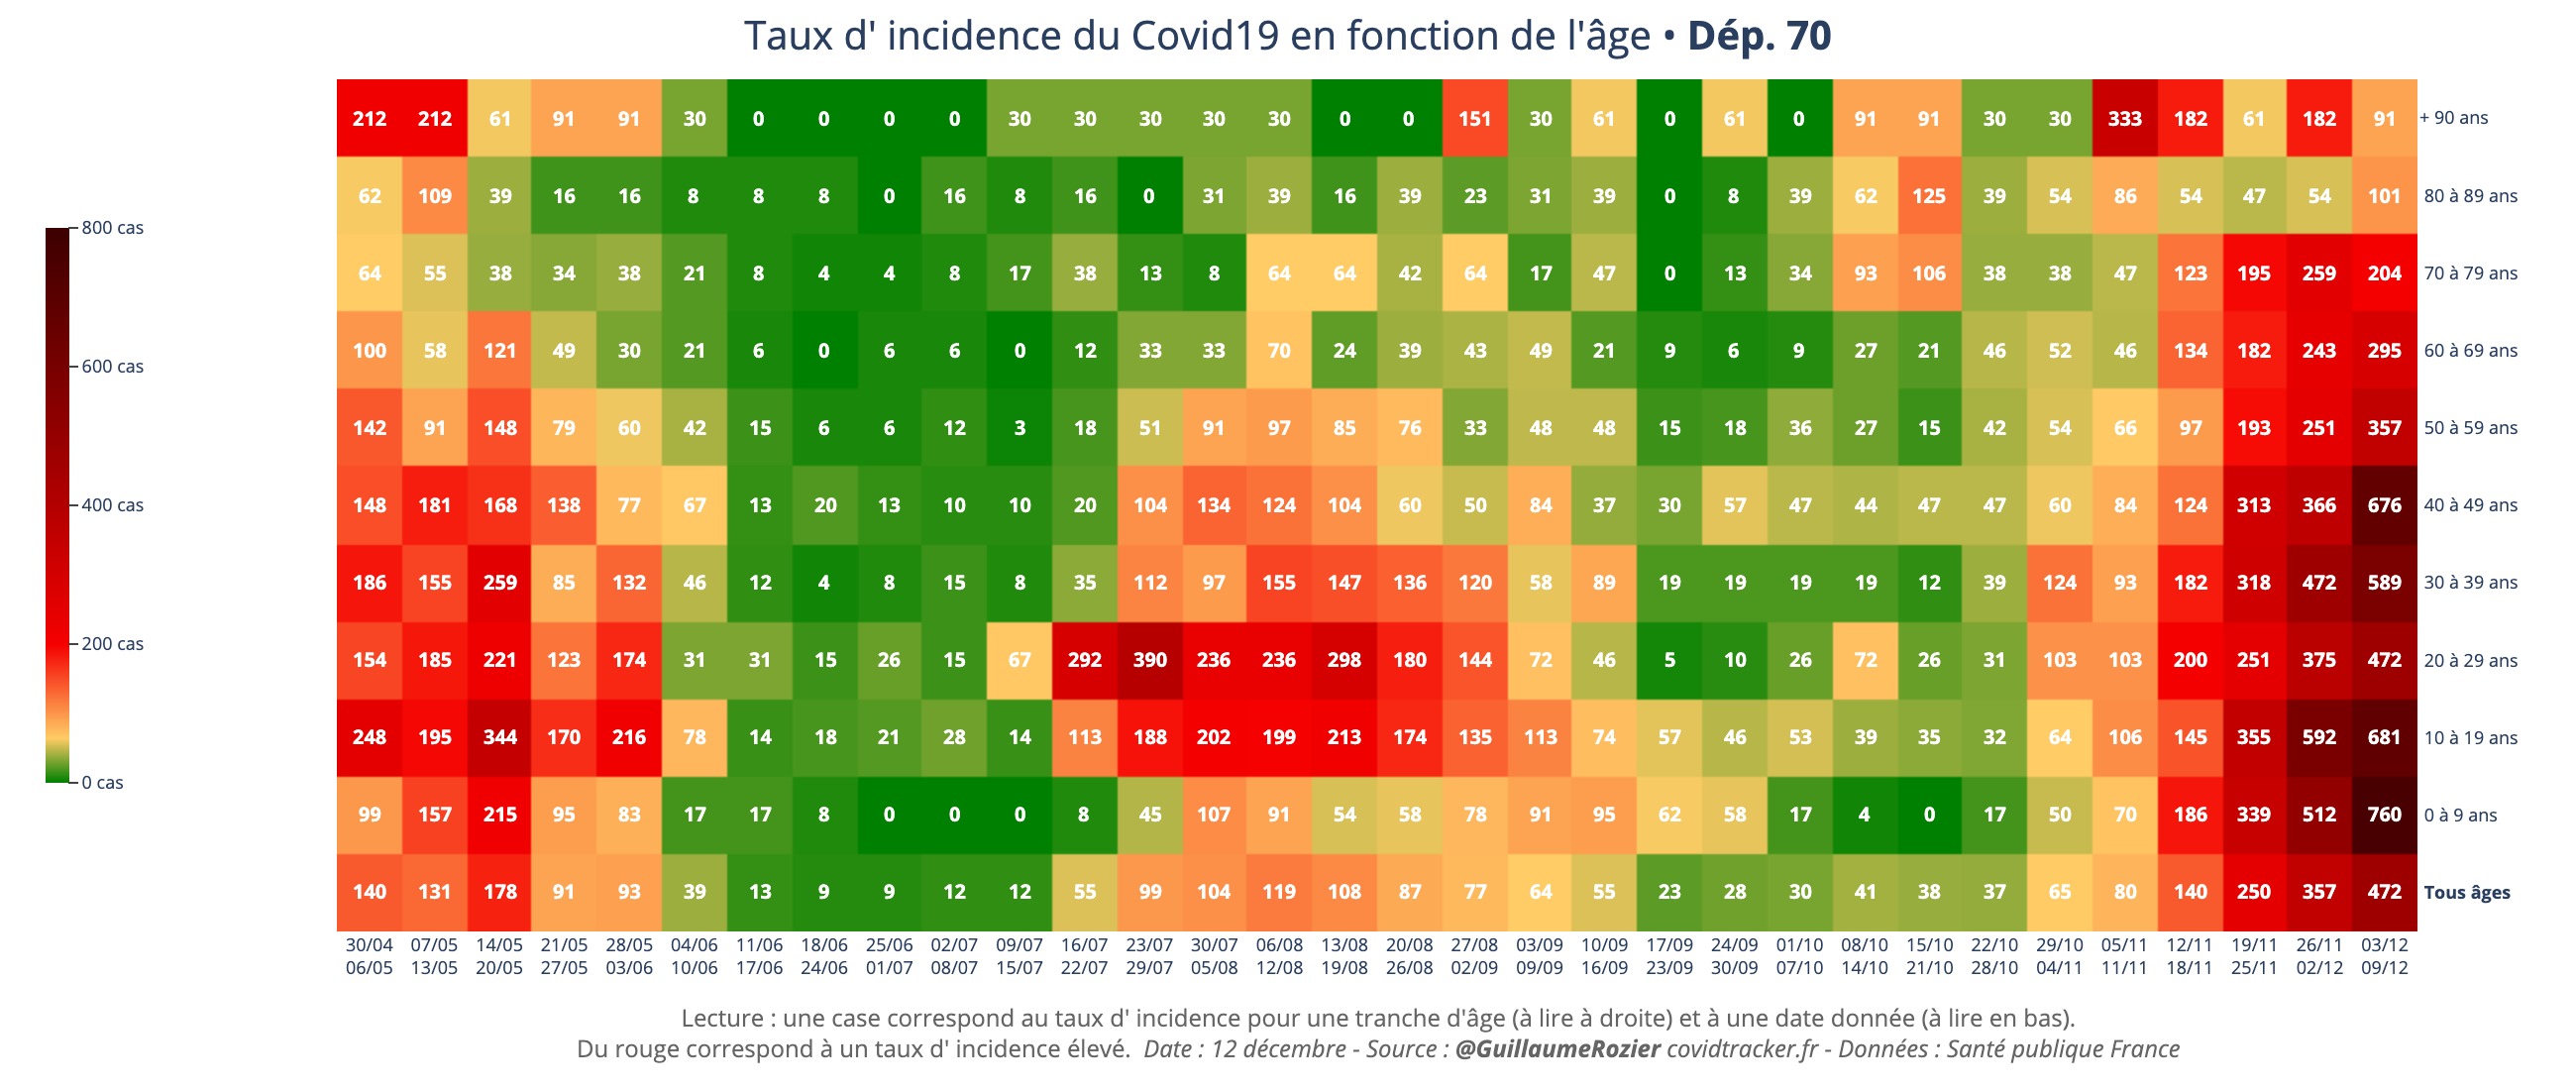 Taux d' incidence du Covid19 en fonction de l'âge • Dép. 70
800 cas
600 cas
400 cas
200 cas
0 cas
212 212 61 91 91 30 0 0 0 0 30 30 30 30 30 0 0 151 30 61 0 61 0 91 91 30 30 333 182 61 182 91 + 90 ans
62 109 39 16 16 8 8 8 0 16 8 16 0 31 39 16 39 23 31 39 0 8 39 62 125 39 54 86 54 47 54 101 80 à 89 ans
64 55 38 34 38 21 8 4 4 8 17 38 13 8 64 64 42 64 17 47 0 13 34 93 106 38 38 47 123 195 259 204 70 à 79 ans
100 58 121 49 30 21 6 0 6 6 0 12 33 33 70 24 39 43 49 21 9 6 9 27 21 46 52 46 134 182 243 295 60 à 69 ans
142 91 148 79 60 42 15 6 6 12 3 18 51 91 97 85 76 33 48 48 15 18 36 27 15 42 54 66 97 193 251 357 50 à 59 ans
148 181 168 138 77 67 13 20 13 10 10 20 104 134 124 104 60 50 84 37 30 57 47 44 47 47 60 84 124 313 366 676 40 à 49 ans
186 155 259 85 132 46 12 4 8 15 8 35 112 97 155 147 136 120 58 89 19 19 19 19 12 39 124 93 182 318 472 589 30 à 39 ans
154 185 221 123 174 31 31 15 26 15 67 292 390 236 236 298 180 144 72 46 5 10 26 72 26 31 103 103 200 251 375 472 20 à 29 ans
248 195 344 170 216 78 14 18 21 28 14 113 188 202 199 213 174 135 113 74 57 46 53 39 35 32 64 106 145 355 592 681 10 à 19 ans
99 157 215 95 83 17 17 8 0 0 0 8 45 107 91 54 58 78 91 95 62 58 17 4 0 17 50 70 186 339 512 760 0 à 9 ans
140 131 178 91 93 39 13 9 9 12 12 55 99 104 119 108 87 77 64 55 23 28 30 41 38 37 65 80 140 250 357 472 Tous âges
30/04 07/05 14/05 21/05 28/05 04/06 11/06 18/06 25/06 02/07 09/07 16/07 23/07 30/07 06/08 13/08 20/08 27/08 03/09 10/09 17/09 24/09 01/10 08/10 15/10 22/10 29/10 05/11 12/11 19/11 26/11 03/12
06/05 13/05 20/05 27/05 03/06 10/06 17/06 24/06 01/07 08/07 15/07 22/07 29/07 05/08 12/08 19/08 26/08 02/09 09/09 16/09 23/09 30/09 07/10 14/10 21/10 28/10 04/11 11/11 18/11 25/11 02/12 09/12
Lecture : une case correspond au taux d' incidence pour une tranche d'âge (à lire à droite) et à une date donnée (à lire en bas).
Du rouge correspond à un taux d' incidence élevé. Date : 12 décembre - Source : @GuillaumeRozier covidtracker.fr - Données : Santé publique France